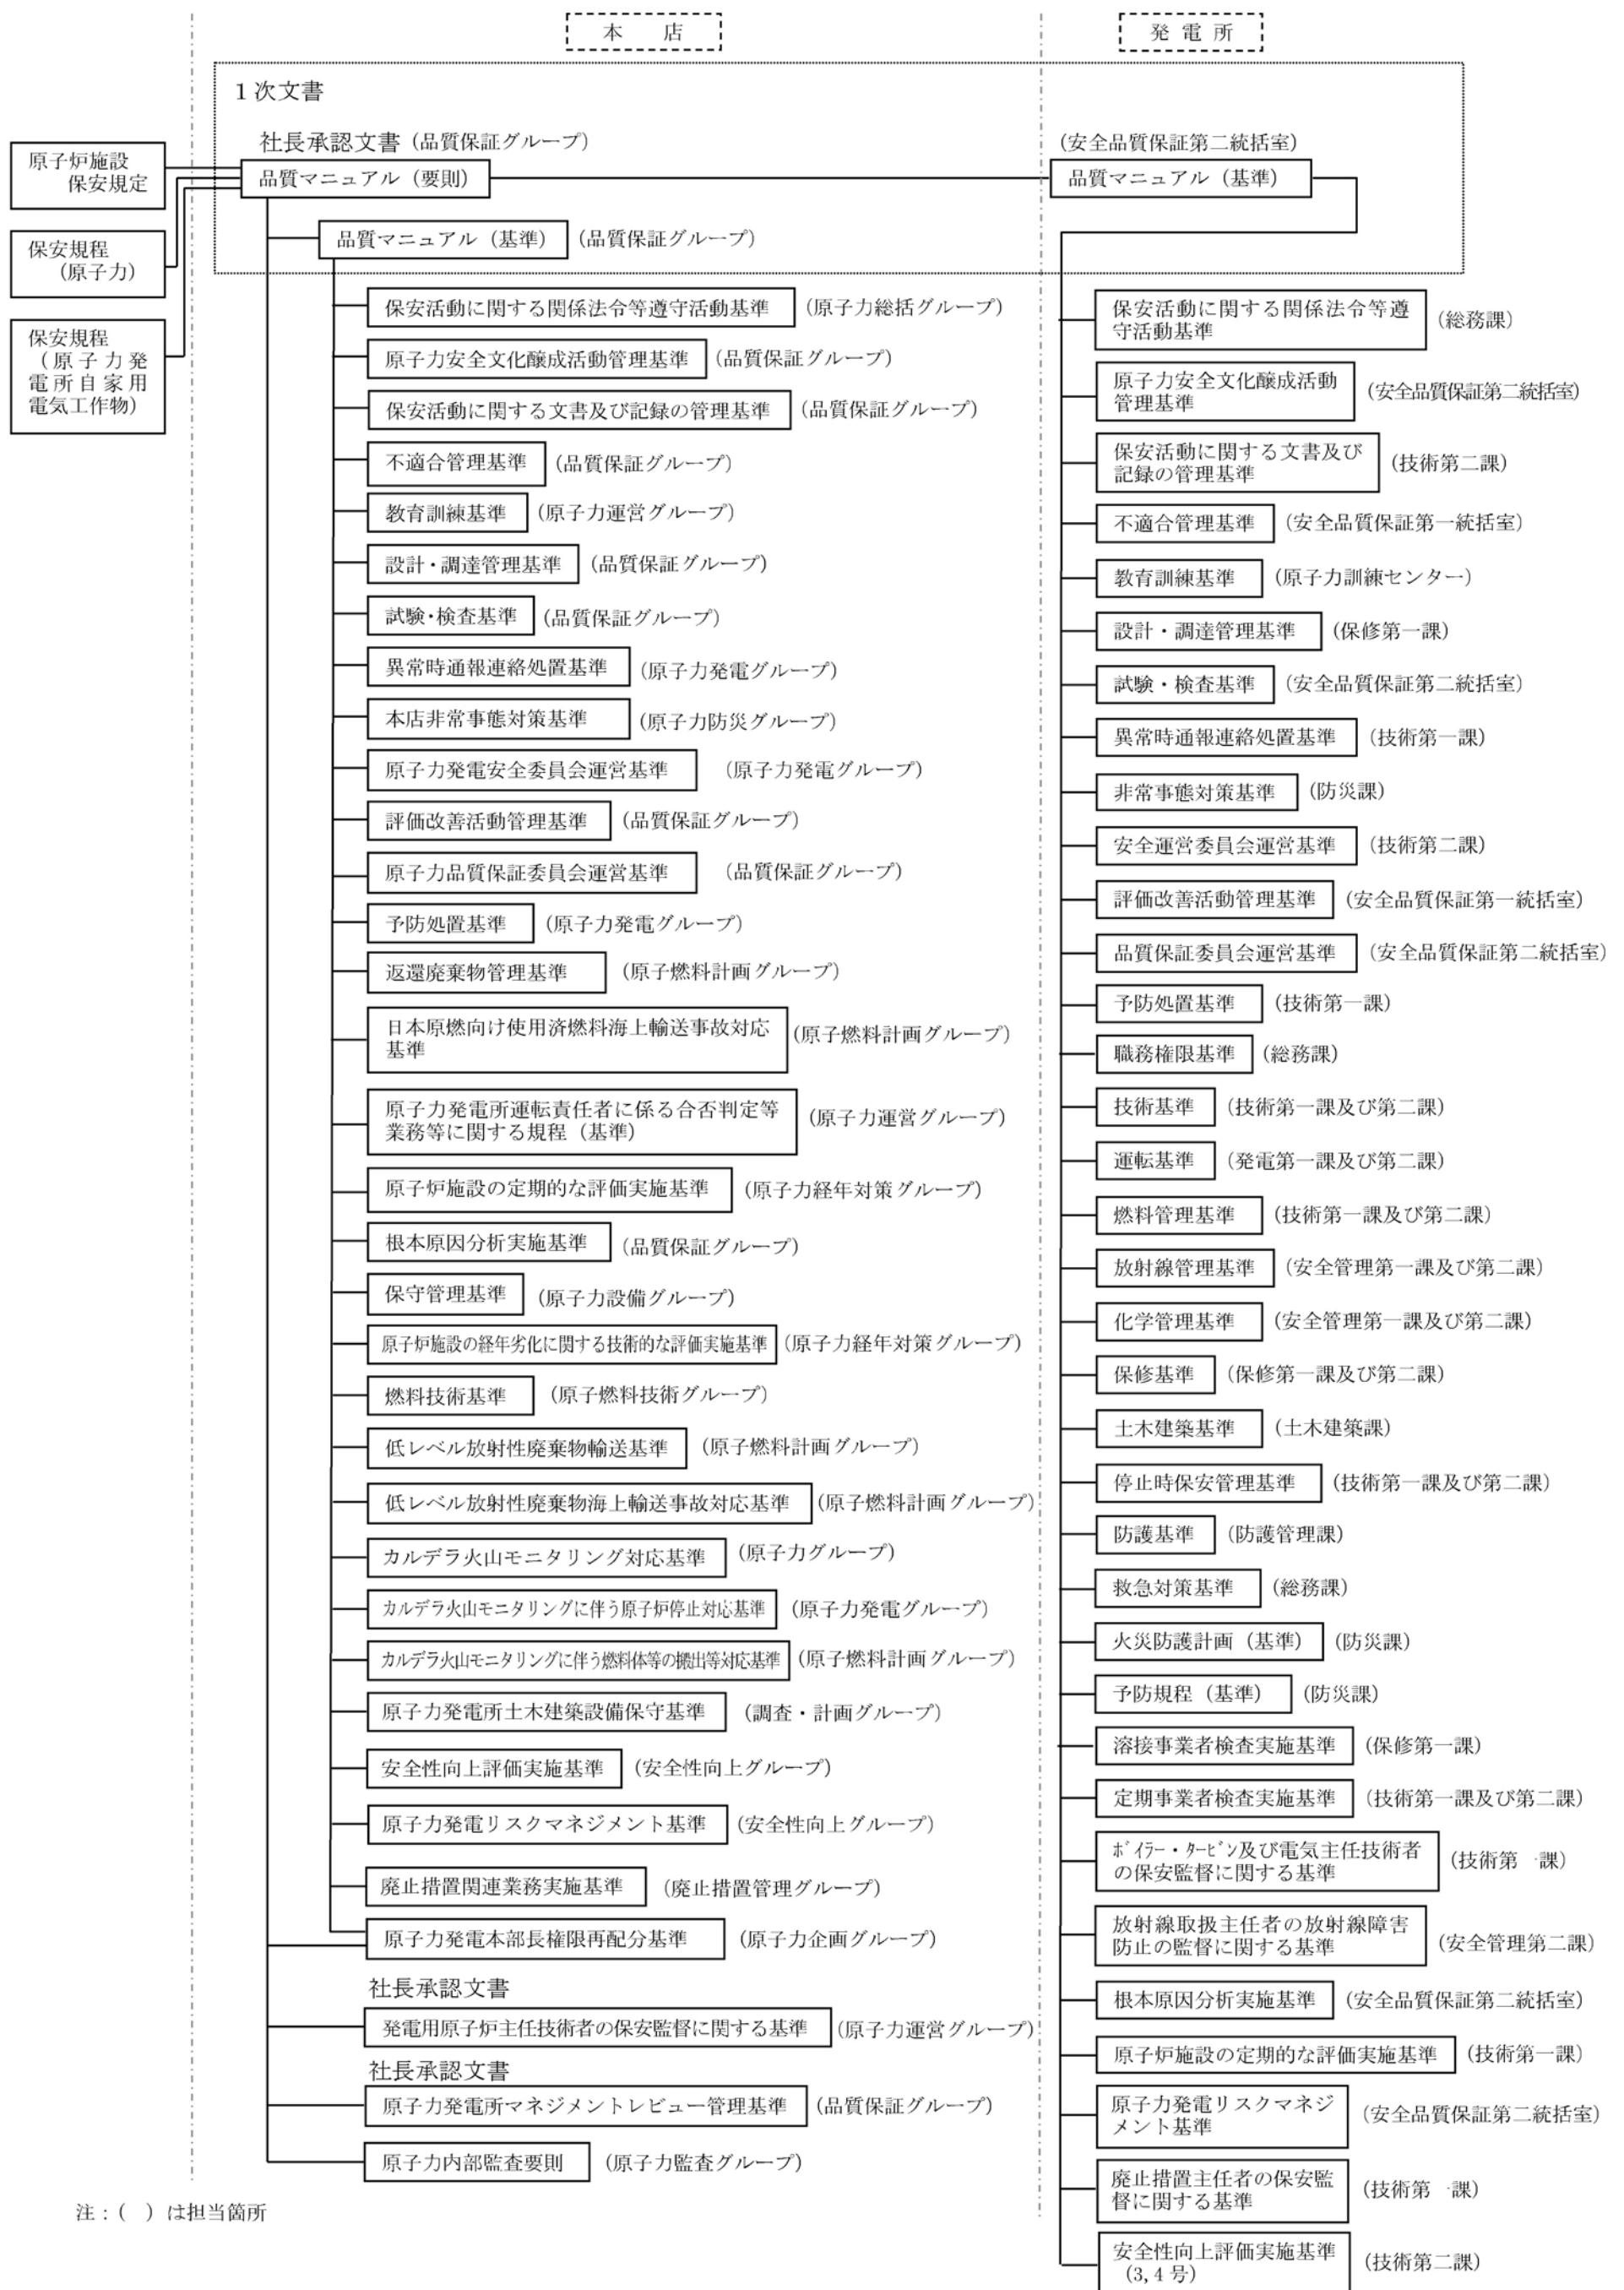 本 店
発 電 所
1 次文書
社長承認文書(品質保証グループ)
(安全品質保証第二統括室)
原子炉施設
保安規定
品質マニュアル(要則)
品質マニュアル(基準)
保安規程
(原子力)
品質マニュアル(基準)(品質保証グループ)
保安規程
(原子力発
電所自家用
電気工作物)
保安活動に関する関係法令等遵守活動基準(原子力総括グループ)
原子力安全文化醸成活動管理基準(品質保証グループ)
保安活動に関する文書及び記録の管理基準(品質保証グループ)
不適合管理基準(品質保証グループ)
教育訓練基準(原子力運営グループ)
設計・調達管理基準(品質保証グループ)
試験・検査基準(品質保証グループ)
異常時通報連絡処置基準(原子力発電グループ)
本店非常事態対策基準(原子力防災グループ)
原子力発電安全委員会運営基準(原子力発電グループ)
評価改善活動管理基準(品質保証グループ)
原子力品質保証委員会運営基準(品質保証グループ)
予防処置基準(原子力発電グループ)
返還廃棄物管理基準(原子燃料計画グループ)
日本原燃向け使用済燃料海上輸送事故対応
基準
(原子燃料計画グループ)
原子力発電所運転責任者に係る合否判定等
業務等に関する規程(基準)
(原子力運営グループ)
原子炉施設の定期的な評価実施基準(原子力経年対策グループ)
根本原因分析実施基準(品質保証グループ)
保守管理基準(原子力設備グループ)
原子炉施設の経年劣化に関する技術的な評価実施基準(原子力経年対策グループ)
燃料技術基準(原子燃料技術グループ)
低レベル放射性廃棄物輸送基準(原子燃料計画グループ)
低レベル放射性廃棄物海上輸送事故対応基準(原子燃料計画グループ)
カルデラ火山モニタリング対応基準(原子力グループ)
カルデラ火山モニタリングに伴う原子炉停止対応基準(原子力発電グループ)
カルデラ火山モニタリングに伴う燃料体等の搬出等対応基準(原子燃料計画グループ)
原子力発電所土木建築設備保守基準(調査・計画グループ)
安全性向上評価実施基準(安全性向上グループ)
原子力発電リスクマネジメント基準(安全性向上グループ)
廃止措置関連業務実施基準(廃止措置管理グループ)
原子力発電本部長権限再配分基準(原子力企画グループ)
社長承認文書
発電用原子炉主任技術者の保安監督に関する基準(原子力運営グループ)
社長承認文書
原子力発電所マネジメントレビュー管理基準(品質保証グループ)
原子力内部監査要則(原子力監査グループ)
保安活動に関する関係法令等遵
守活動基準
(総務課)
原子力安全文化醸成活動
管理基準
(安全品質保証第二統括室)
保安活動に関する文書及び
記録の管理基準
(技術第二課)
不適合管理基準(安全品質保証第一統括室)
教育訓練基準(原子力訓練センター)
設計・調達管理基準(保修第一課)
試験・検査基準(安全品質保証第二統括室)
異常時通報連絡処置基準(技術第一課)
非常事態対策基準(防災課)
安全運営委員会運営基準(技術第二課)
評価改善活動管理基準(安全品質保証第一統括室)
品質保証委員会運営基準(安全品質保証第二統括室)
予防処置基準(技術第一課)
職務権限基準(総務課)
技術基準(技術第一課及び第二課)
運転基準(発電第一課及び第二課)
燃料管理基準(技術第一課及び第二課)
放射線管理基準(安全管理第一課及び第二課)
化学管理基準(安全管理第一課及び第二課)
保修基準(保修第一課及び第二課)
土木建築基準(土木建築課)
停止時保安管理基準(技術第一課及び第二課)
防護基準(防護管理課)
救急対策基準(総務課)
火災防護計画(基準)(防災課)
予防規程(基準)(防災課)
溶接事業者検査実施基準(保修第一課)
定期事業者検査実施基準(技術第一課及び第二課)
ﾎﾞｲﾗｰ・ﾀｰﾋﾞﾝ及び電気主任技術者
の保安監督に関する基準
(技術第一課)
放射線取扱主任者の放射線障害
防止の監督に関する基準
(安全管理第二課)
根本原因分析実施基準(安全品質保証第二統括室)
原子炉施設の定期的な評価実施基準(技術第一課)
原子力発電リスクマネジ
メント基準
(安全品質保証第二統括室)
廃止措置主任者の保安監
督に関する基準
(技術第一課)
安全性向上評価実施基準
(3, 4 号)
(技術第二課)
注:( )は担当箇所